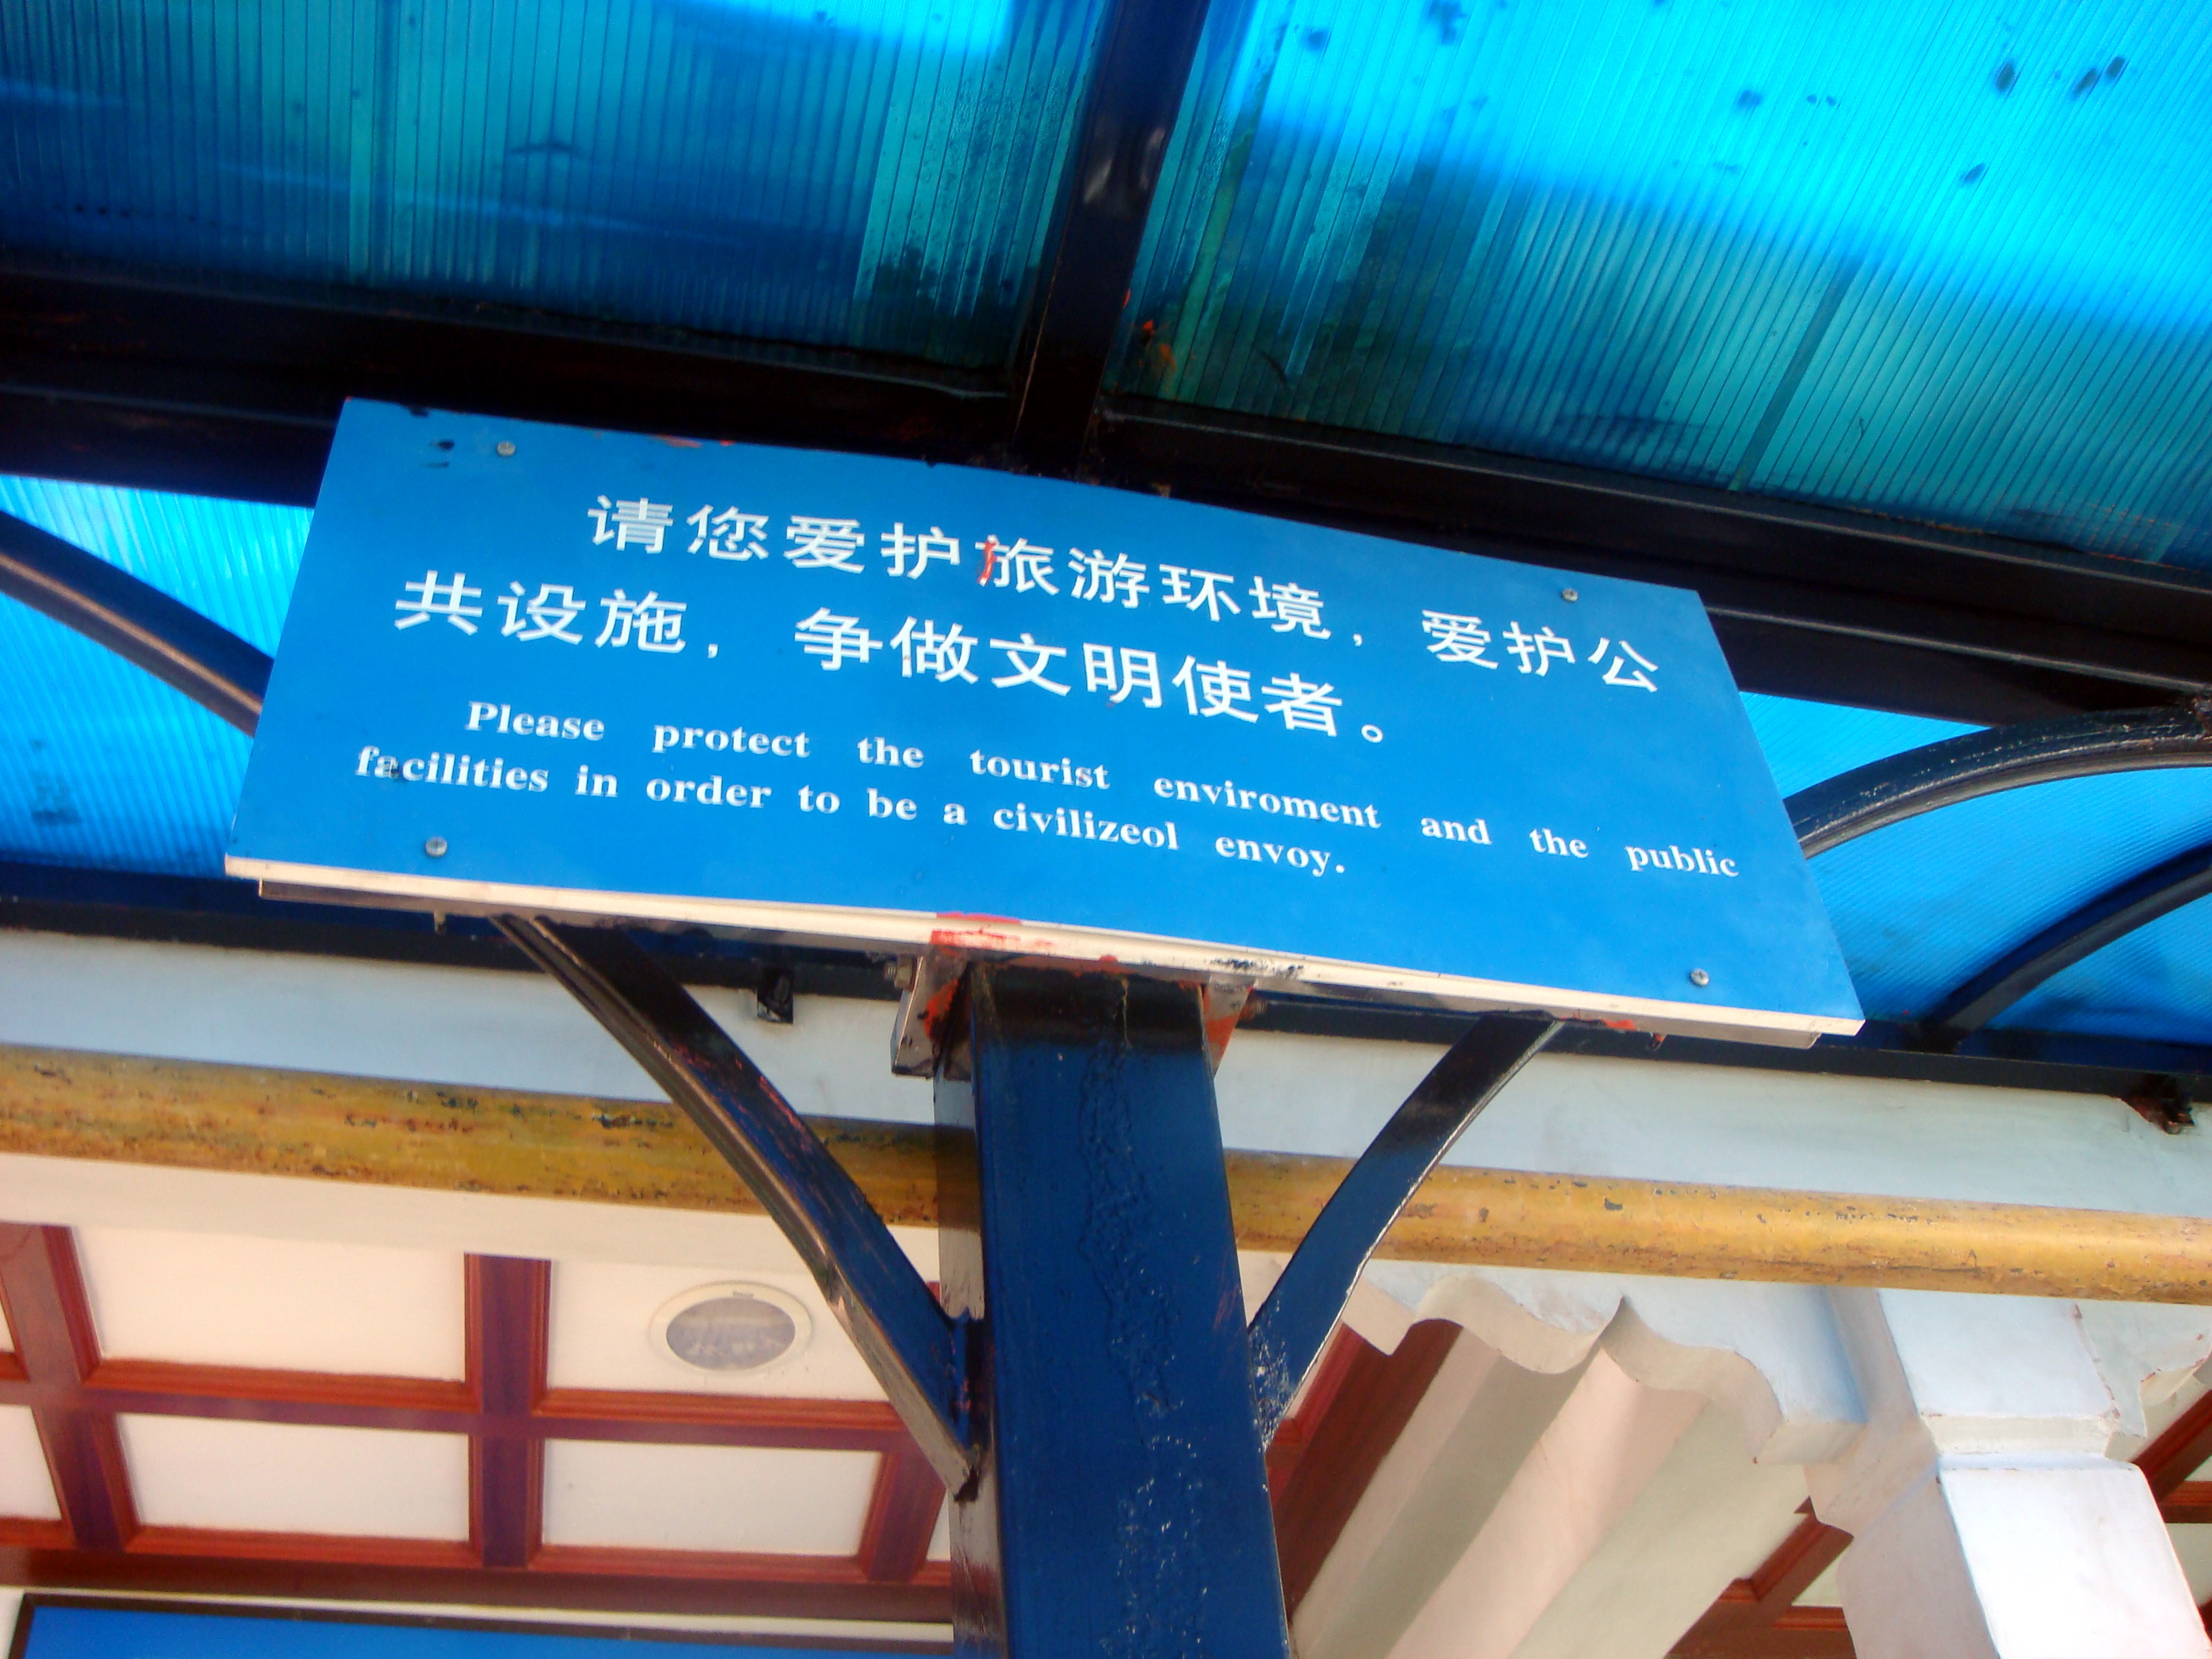 请您爱护旅游环境，爱护公
共设施，争做文明使者。
Please protect the tourist enviroment and the public
facilities in order to be a civilizeol envoy.